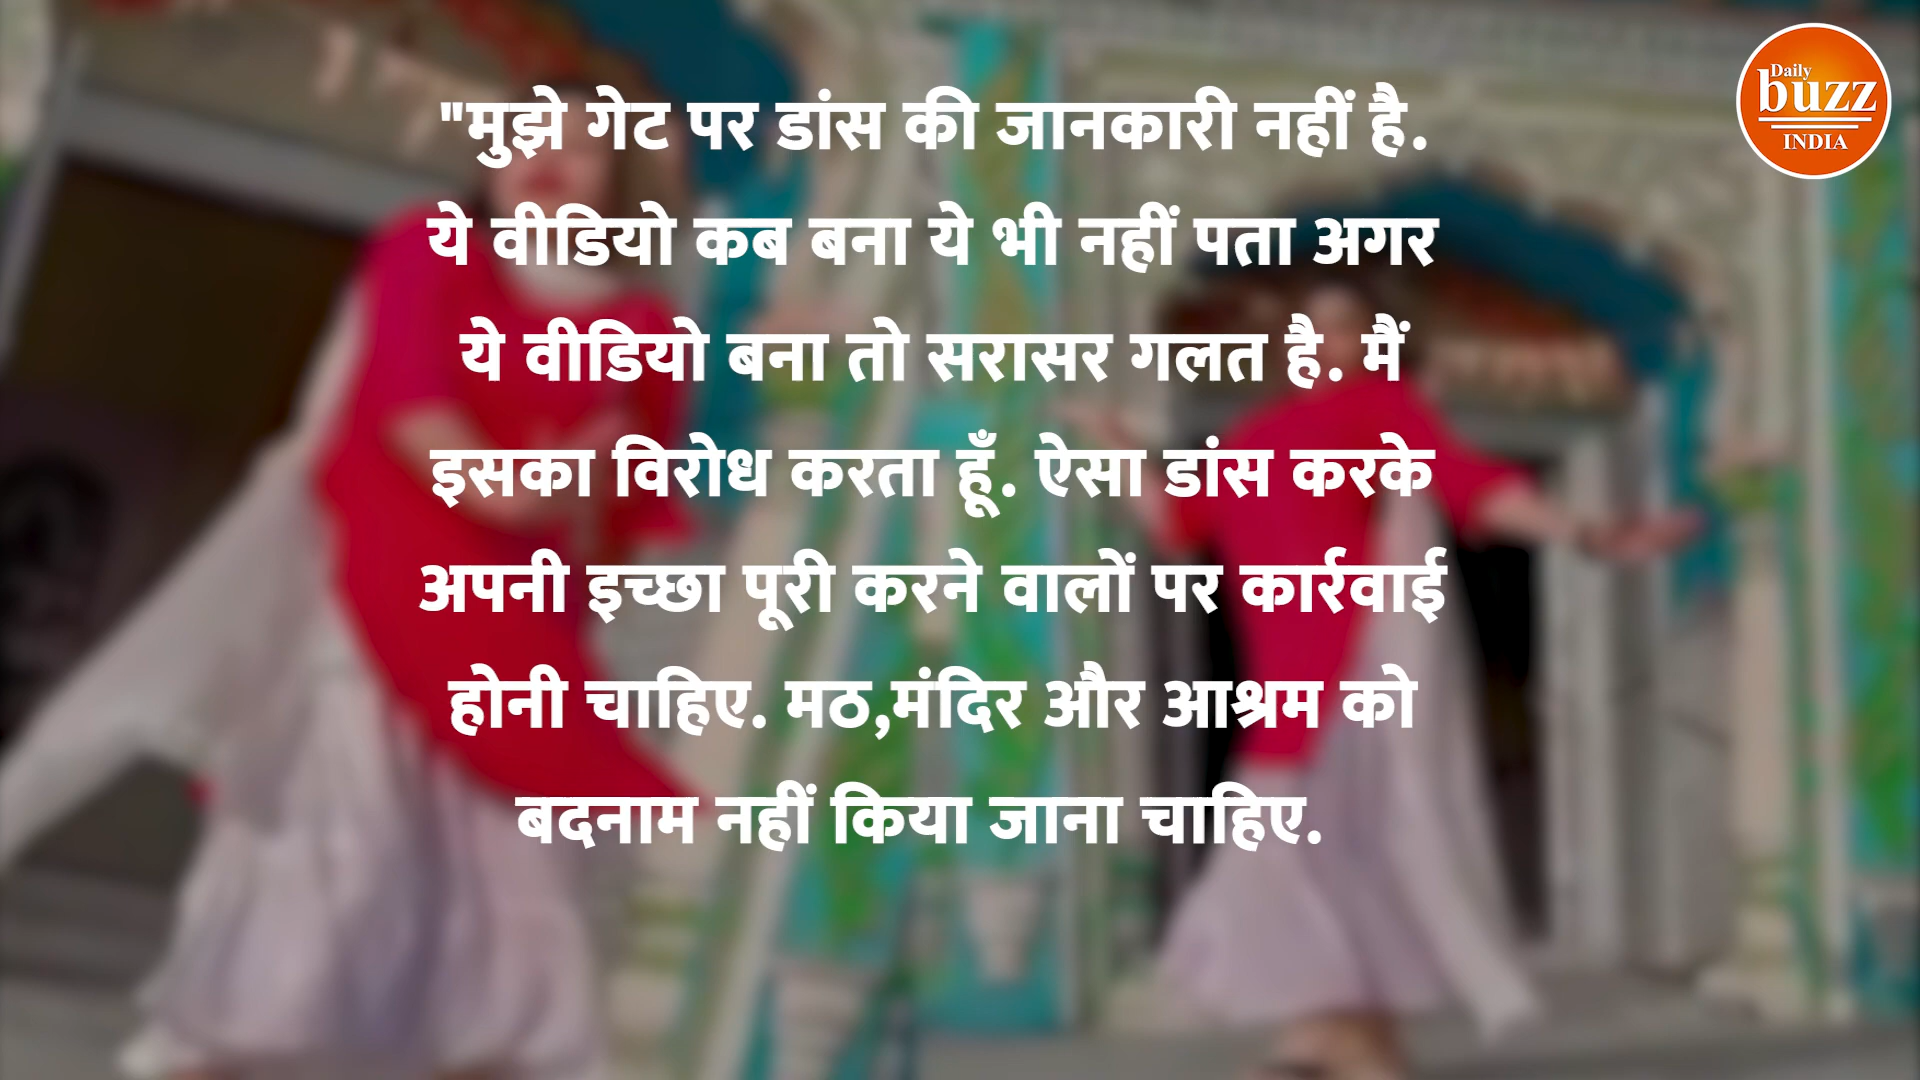 "मुझे गेट पर डांस की जानकारी नहीं है.
ये वीडियो कब बना ये भी नहीं पता अगर
ये वीडियो बना तो सरासर गलत है. मैं
इसका विरोध करता हूँ. ऐसा डांस करके
अपनी इच्छा पूरी करने वालों पर कार्रवाई
होनी चाहिए. मठ,मंदिर और आश्रम को
बदनाम नहीं किया जाना चाहिए.
Daily
buzz
INDIA